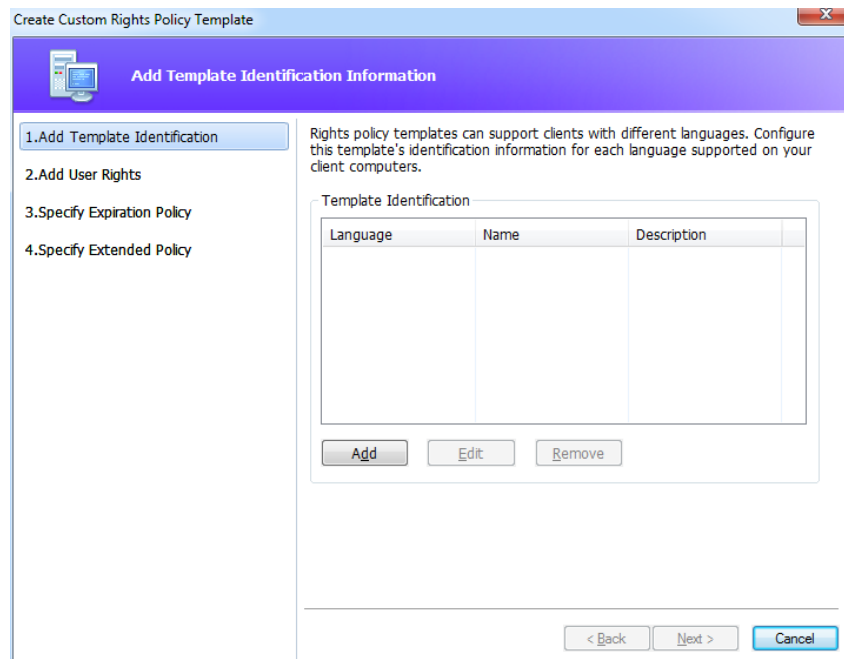 Create Custom Rights Policy Template
Add Template Identification Information
1.Add Template Identification
2.Add User Rights
3.Specify Expiration Policy
4.Specify Extended Policy
Rights policy templates can support clients with different languages. Configure
this template's identification information for each language supported on your
client computers.
Template Identification
Language Name Description
Add Edit Remove
< Back Next > Cancel